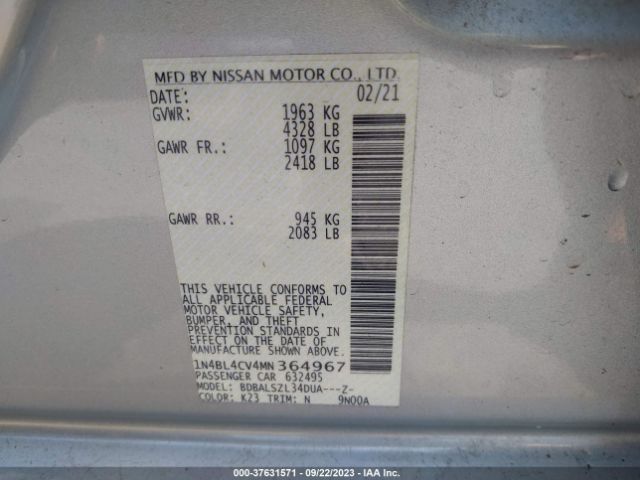 MFD BY NISSAN MOTOR CO., LTD.
DATE: 02/21
GVWR: 1963 KG
4328 LB
GAWR FR.: 1097 KG
2418 LB
GAWR RR.: 945 KG
2083 LB
THIS VEHICLE CONFORMS TO
ALL APPLICABLE FEDERAL
MOTOR VEHICLE SAFETY,
BUMPER, AND THEFT
PREVENTION STANDARDS IN
EFFECT ON THE DATE OF
MANUFACTURE SHOWN ABOVE.
1N4BL4CV4MN364967
PASSENGER CAR 632495
MODEL: BDBALSZL34DUA---Z-
COLOR: K23 TRIM: N 9N00A
000-37631571 | 09/22/2023 | IAA Inc.